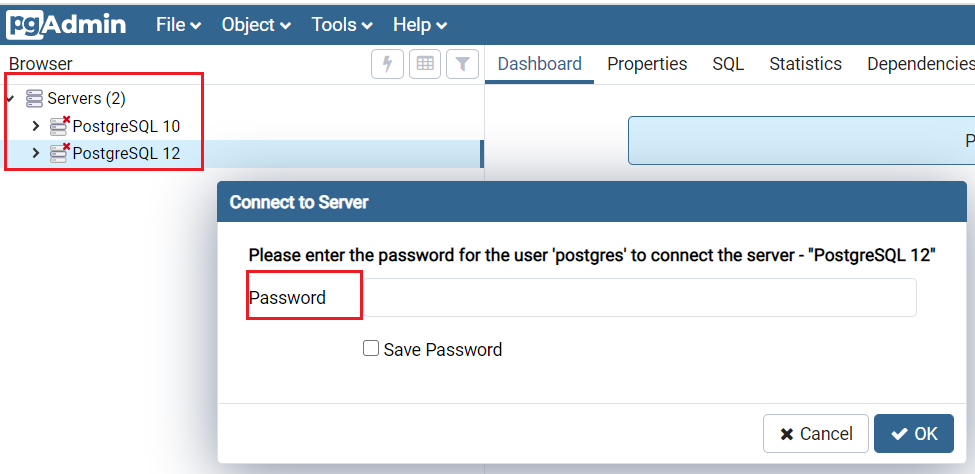 pgAdmin File Object Tools Help
Browser Dashboard Properties SQL Statistics Dependencies
Servers (2)
PostgreSQL 10
PostgreSQL 12
P
Connect to Server
Please enter the password for the user 'postgres' to connect the server - "PostgreSQL 12"
Password
Save Password
Cancel OK